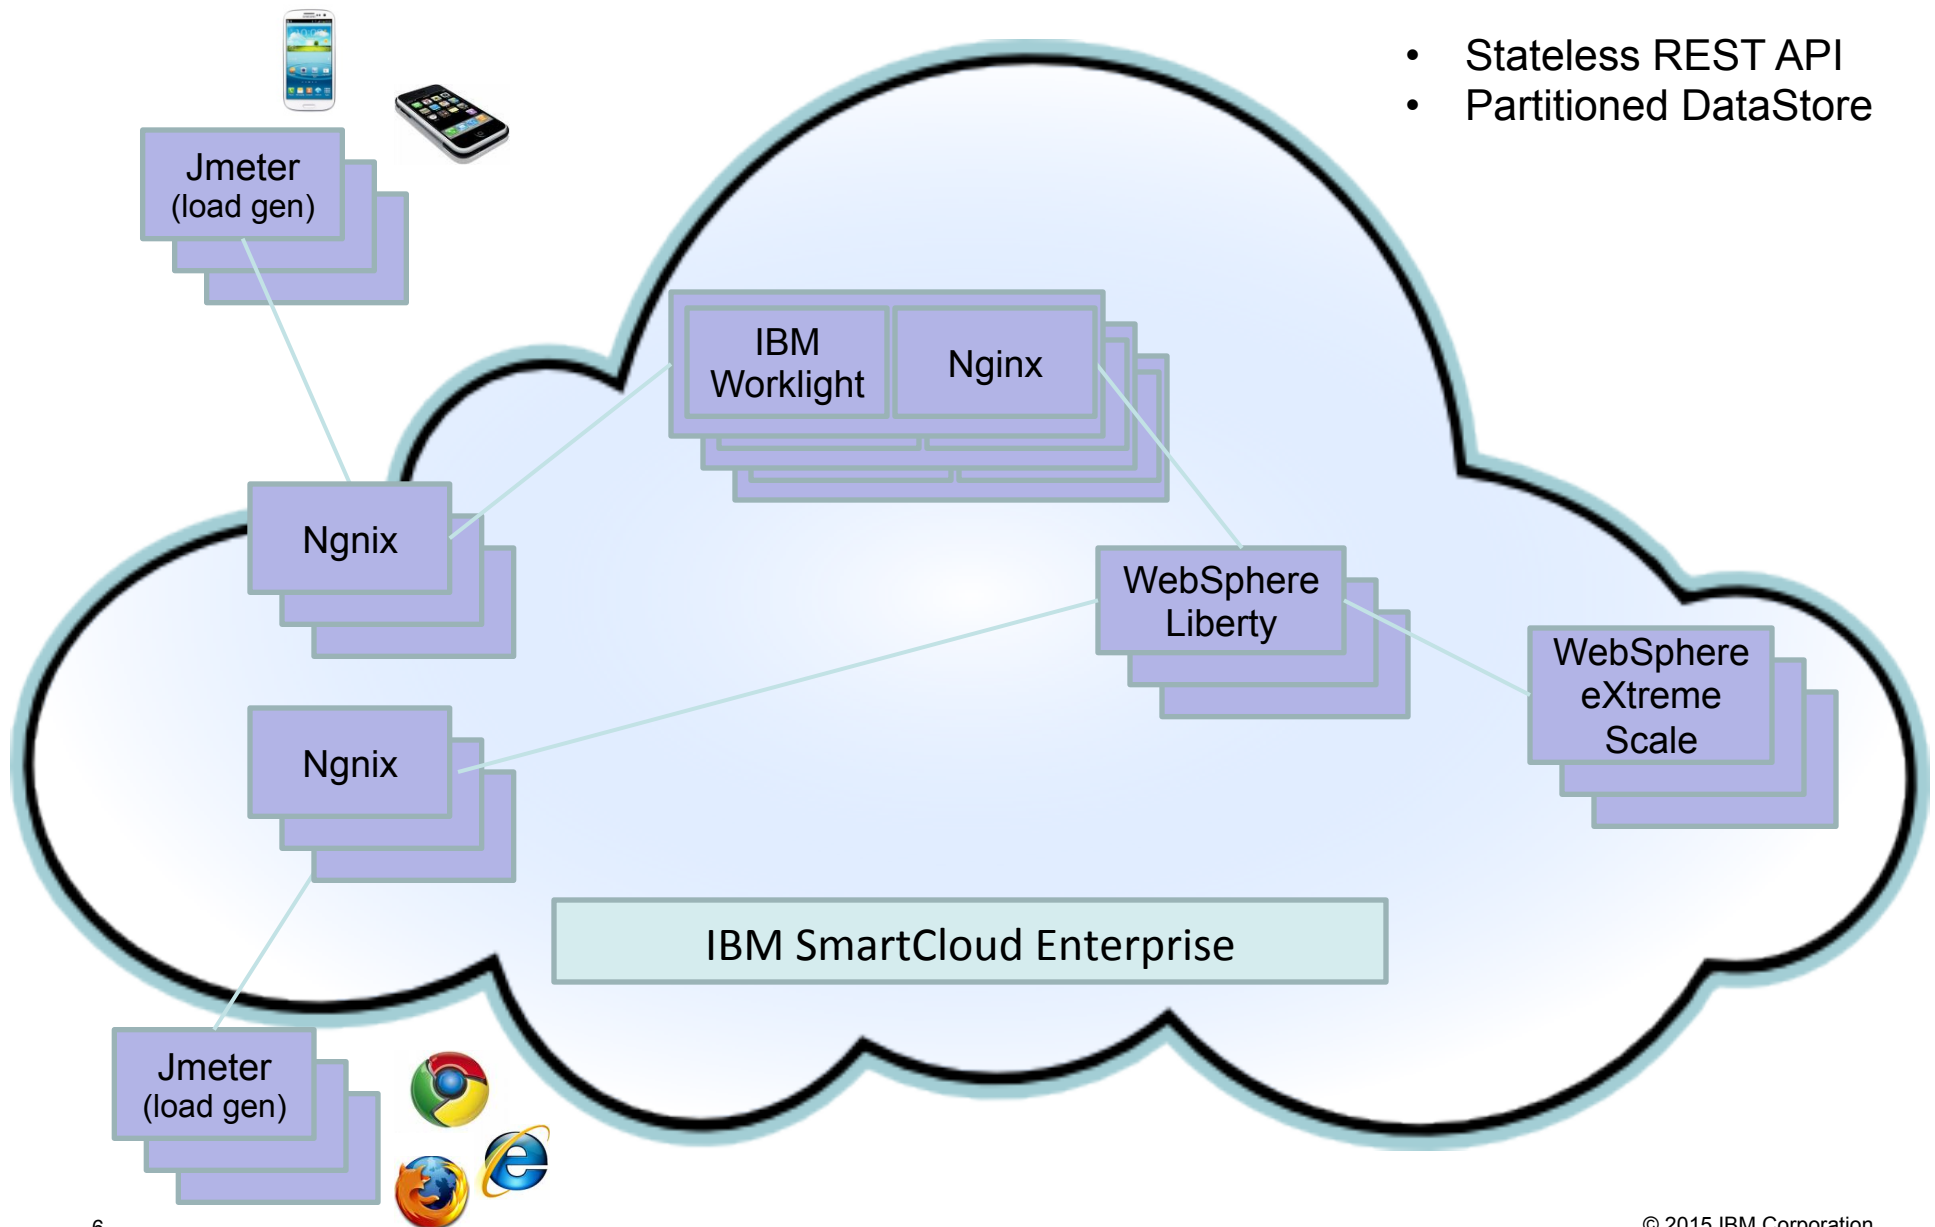 • Stateless REST API
• Partitioned DataStore
Jmeter
(load gen)
IBM
Worklight
Nginx
Ngnix
WebSphere
Liberty
WebSphere
eXtreme
Scale
Ngnix
IBM SmartCloud Enterprise
Jmeter
(load gen)
6
© 2015 IBM Corporation